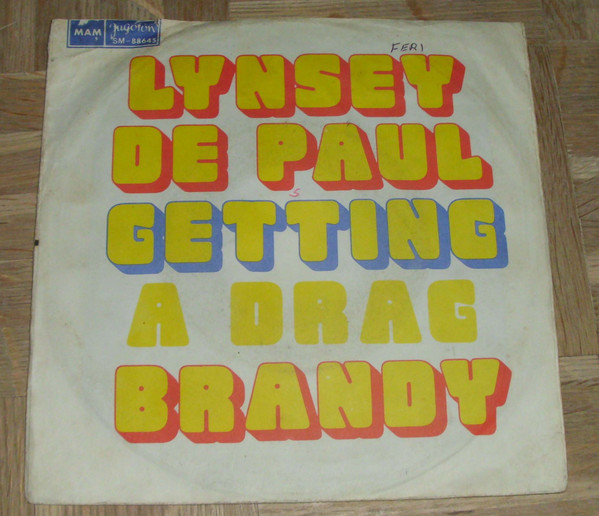 MAM Jugoton
SM-88645
FERI
LYNSEY
DE PAUL
S
GETTING
A DRAG
BRANDY